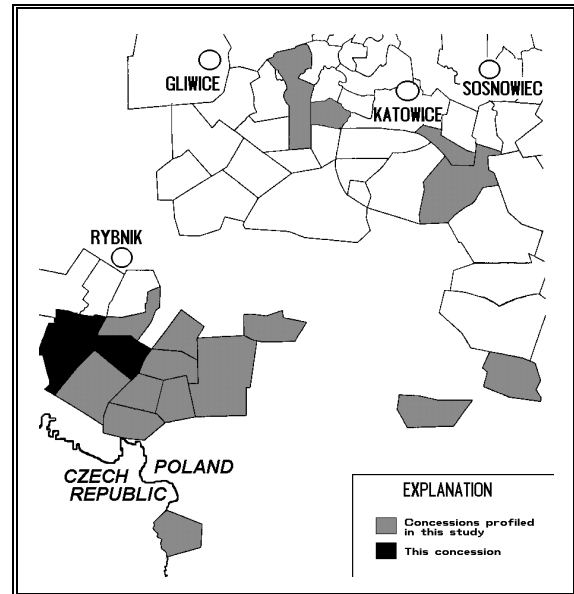 GLIWICE
SOSNOWIEC
KATOWICE
RYBNIK
CZECH
REPUBLIC
POLAND
EXPLANATION
Concessions profiled
in this study
This concession